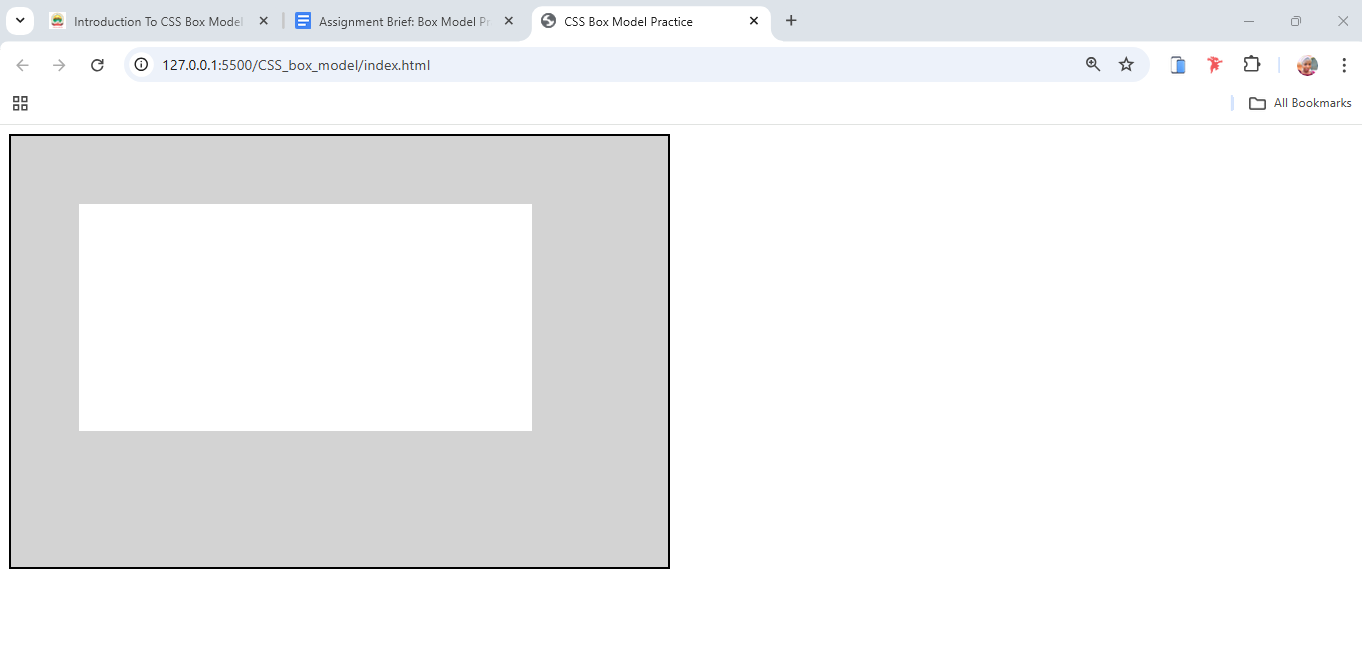 Introduction To CSS Box Model
Assignment Brief: Box Model Pr
CSS Box Model Practice
127.0.0.1:5500/CSS_box_model/index.html
All Bookmarks